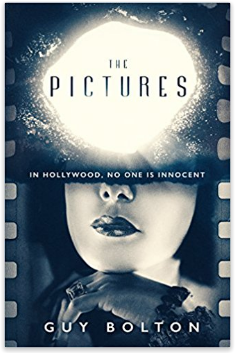 THE
PICTURES
IN HOLLYWOOD, NO ONE IS INNOCENT
GUY BOLTON